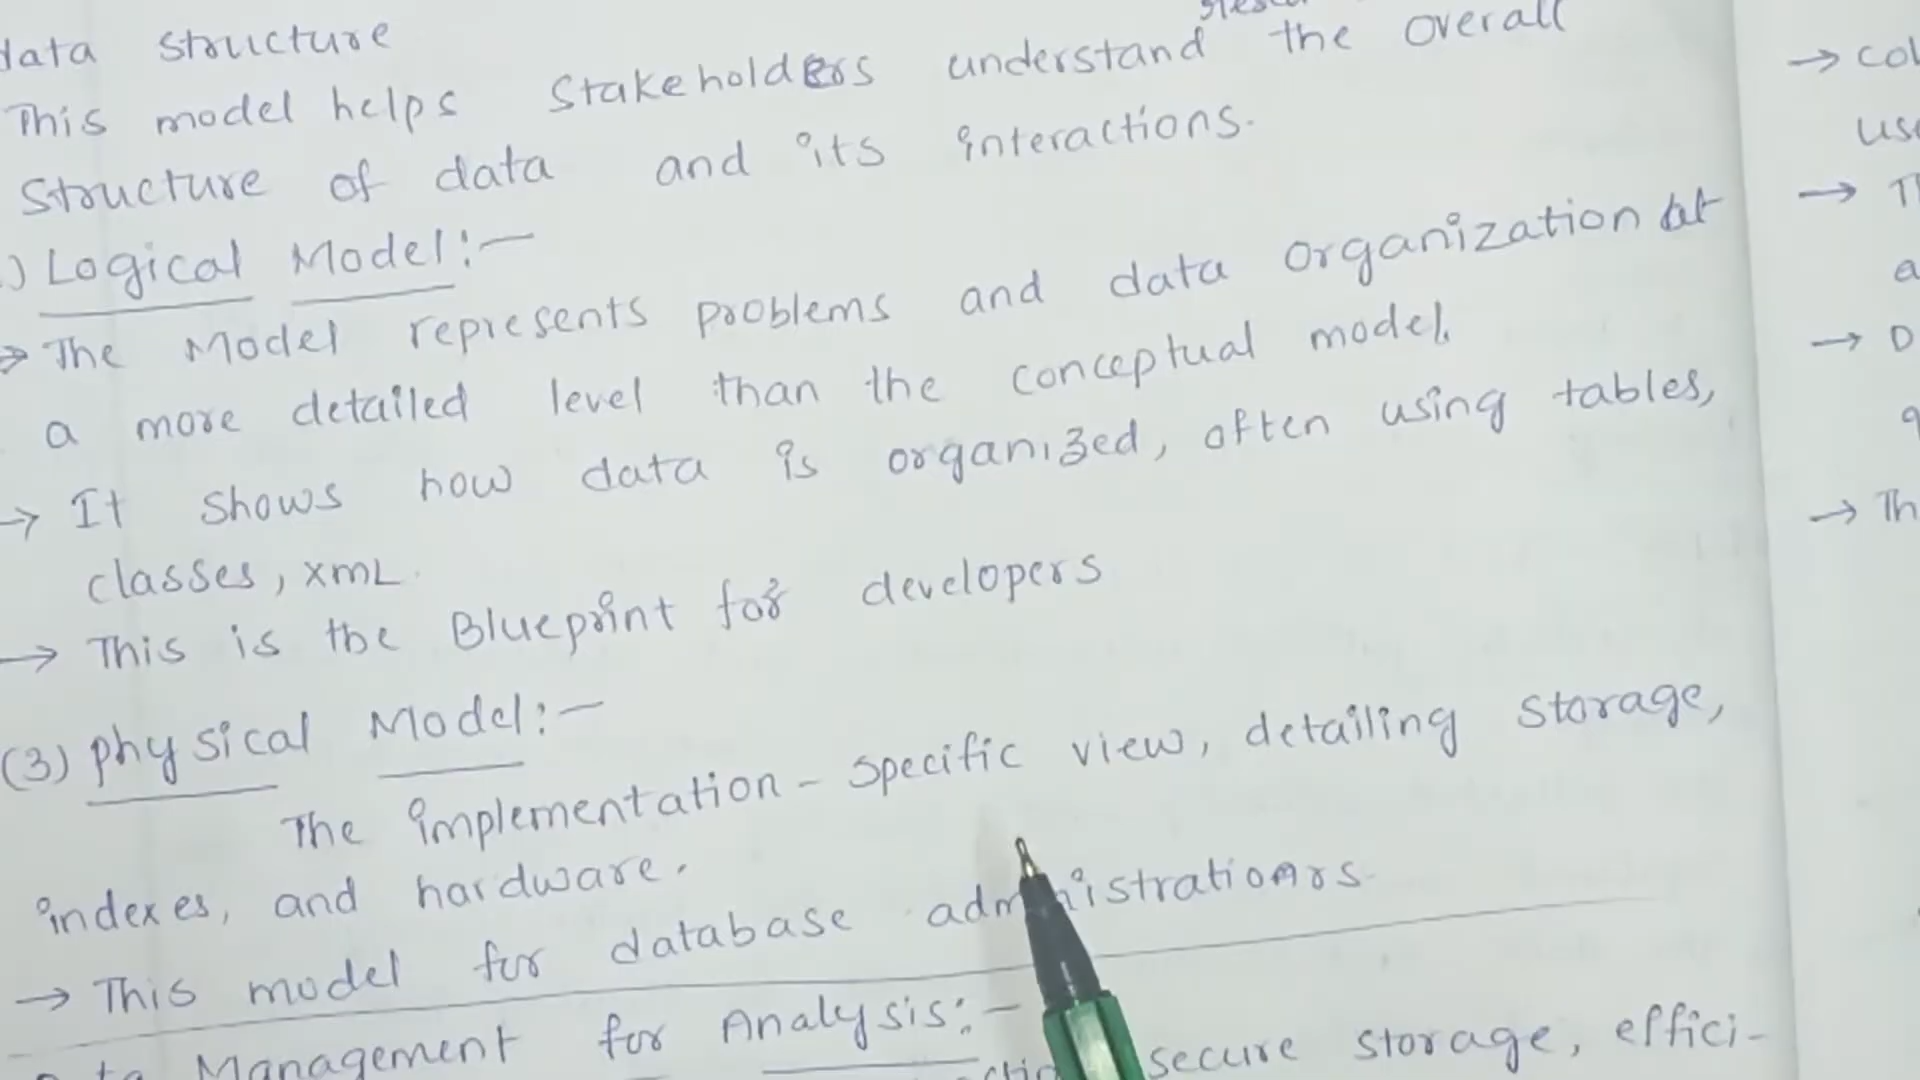 data structure
This model helps stakeholders understand the overall
structure of data and its interactions.
) Logical Model:-
→ The Model represents problems and data organization at
a more detailed level than the conceptual model.
→ It shows how data is organized, often using tables,
classes, XML
→ This is the Blueprint for developers
(3) physical Model:-
The implementation-specific view, detailing storage,
indexes, and hardware.
→ This model for database
Management for Analysis:-
secure storage, effici-
→
→
→
→